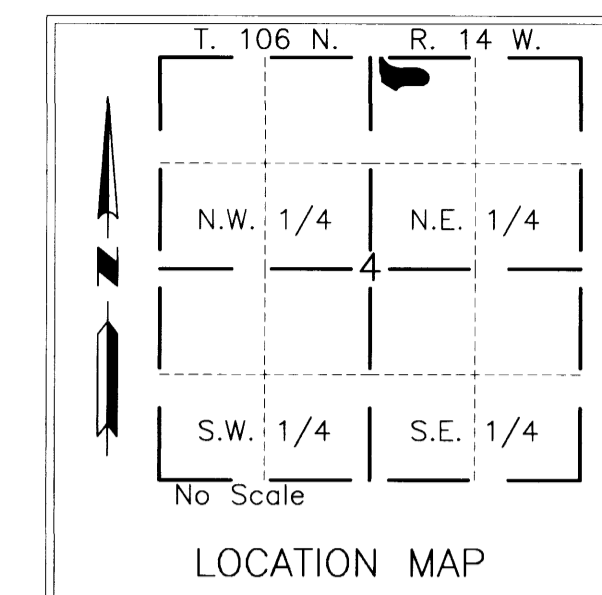 T. 106 N. R. 14 W.
N
N.W. 1/4 N.E. 1/4
4
S.W. 1/4 S.E. 1/4
No Scale
LOCATION MAP